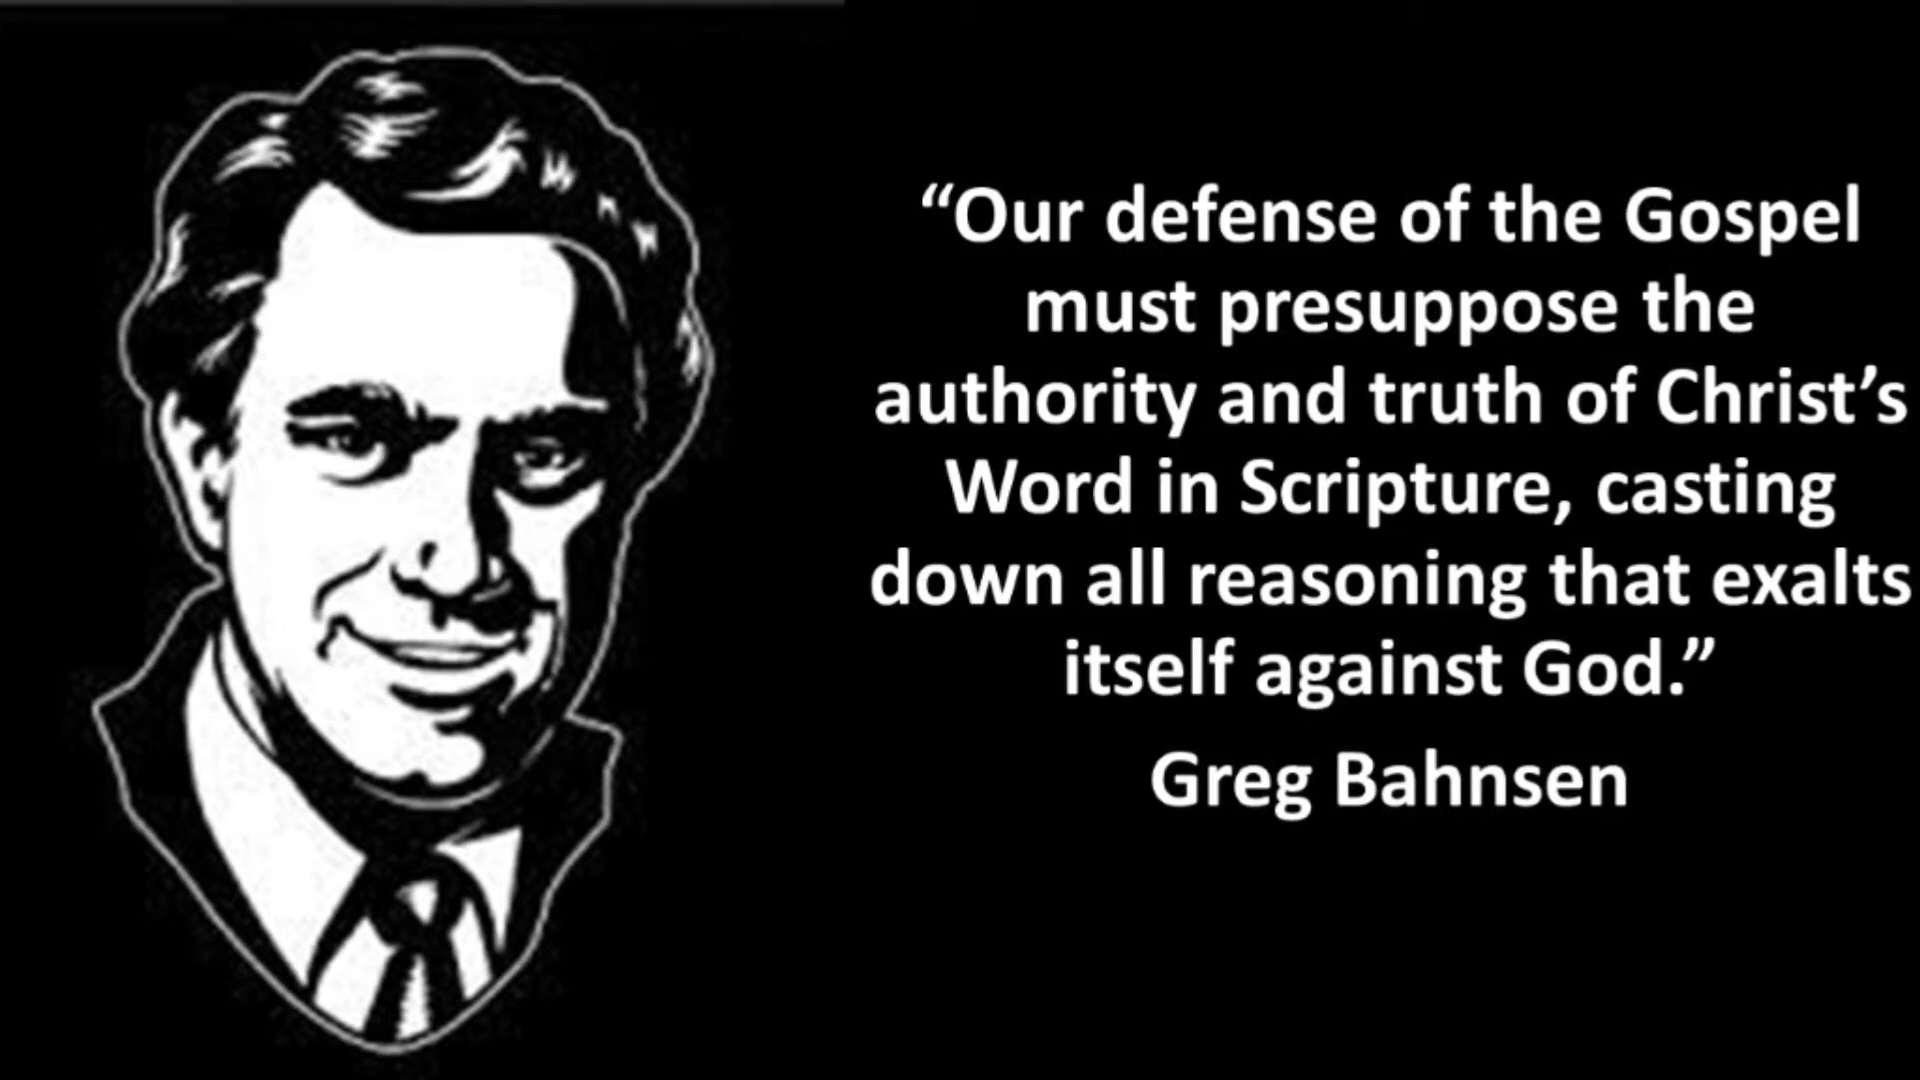 “Our defense of the Gospel
must presuppose the
authority and truth of Christ’s
Word in Scripture, casting
down all reasoning that exalts
itself against God.”
Greg Bahnsen